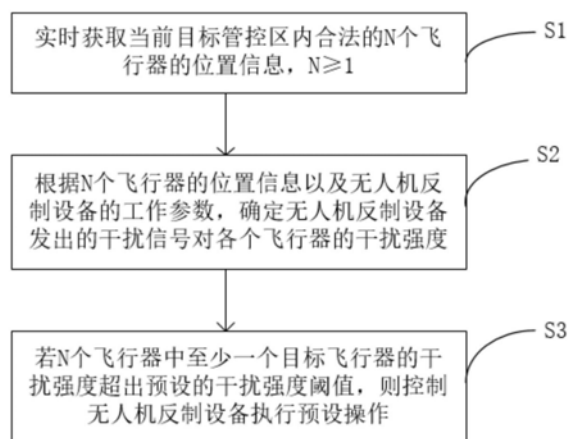 实时获取当前目标管控区内合法的N个飞
行器的位置信息，N≥1
S1
根据N个飞行器的位置信息以及无人机反
制设备的工作参数，确定无人机反制设备
发出的干扰信号对各个飞行器的干扰强度
S2
若N个飞行器中至少一个目标飞行器的干
扰强度超出预设的干扰强度阈值，则控制
无人机反制设备执行预设操作
S3